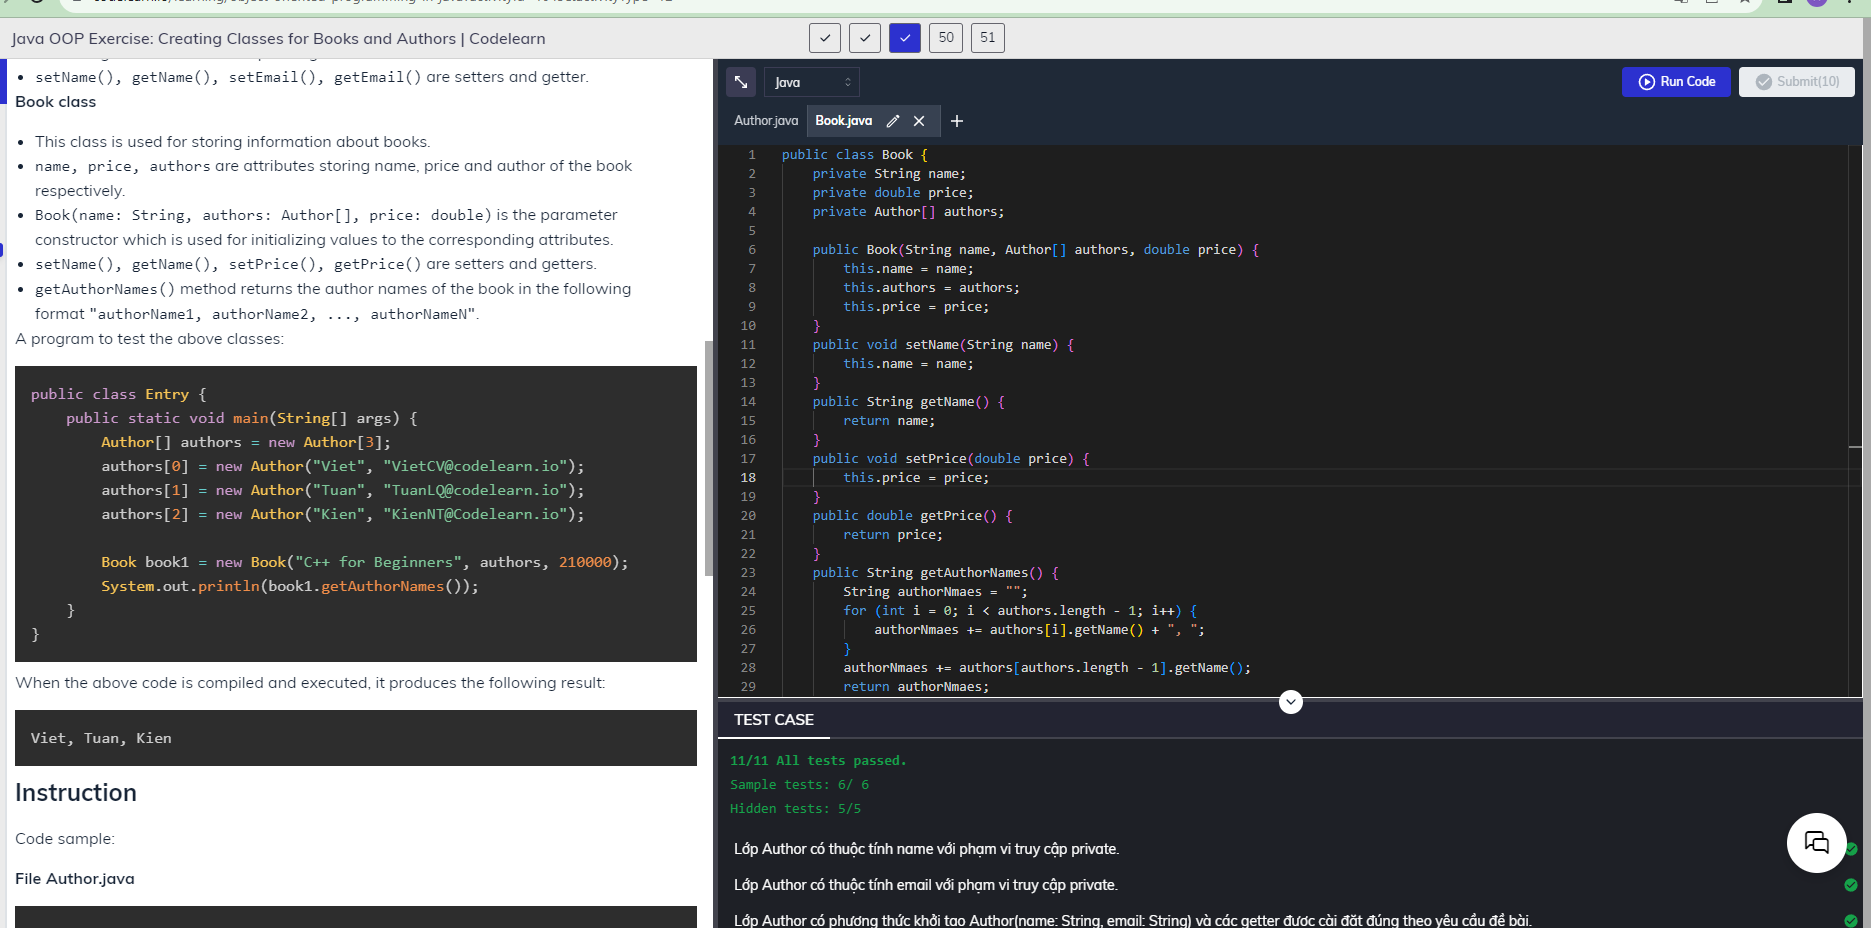 Java OOP Exercise: Creating Classes for Books and Authors | Codelearn
50
51
setName(), getName(), setEmail(), getEmail() are setters and getter.
Book class
This class is used for storing information about books.
name, price, authors are attributes storing name, price and author of the book
respectively.
Book(name: String, authors: Author[], price: double) is the parameter
constructor which is used for initializing values to the corresponding attributes.
setName(), getName(), setPrice(), getPrice() are setters and getters.
getAuthorNames() method returns the author names of the book in the following
format "authorName1, authorName2, ..., authorNameN".
A program to test the above classes:
public class Entry {
public static void main(String[] args) {
Author[] authors = new Author[3];
authors[0] = new Author("Viet", "VietCV@codelearn.io");
authors[1] = new Author("Tuan", "TuanLQ@codelearn.io");
authors[2] = new Author("Kien", "KienNT@Codelearn.io");
Book book1 = new Book("C++ for Beginners", authors, 210000);
System.out.println(book1.getAuthorNames());
}
}
When the above code is compiled and executed, it produces the following result:
Viet, Tuan, Kien
Instruction
Code sample:
File Author.java
Java
Run Code
Submit(10)
Author.java
Book.java
1 public class Book {
2 private String name;
3 private double price;
4 private Author[] authors;
5
6 public Book(String name, Author[] authors, double price) {
7 this.name = name;
8 this.authors = authors;
9 this.price = price;
10 }
11 public void setName(String name) {
12 this.name = name;
13 }
14 public String getName() {
15 return name;
16 }
17 public void setPrice(double price) {
18 this.price = price;
19 }
20 public double getPrice() {
21 return price;
22 }
23 public String getAuthorNames() {
24 String authorNmaes = "";
25 for (int i = 0; i < authors.length - 1; i++) {
26 authorNmaes += authors[i].getName() + ", ";
27 }
28 authorNmaes += authors[authors.length - 1].getName();
29 return authorNmaes;
TEST CASE
11/11 All tests passed.
Sample tests: 6/ 6
Hidden tests: 5/5
Lớp Author có thuộc tính name với phạm vi truy cập private.
Lớp Author có thuộc tính email với phạm vi truy cập private.
Lớp Author có phương thức khởi tạo Author(name: String, email: String) và các getter được cài đặt đúng theo yêu cầu đề bài.